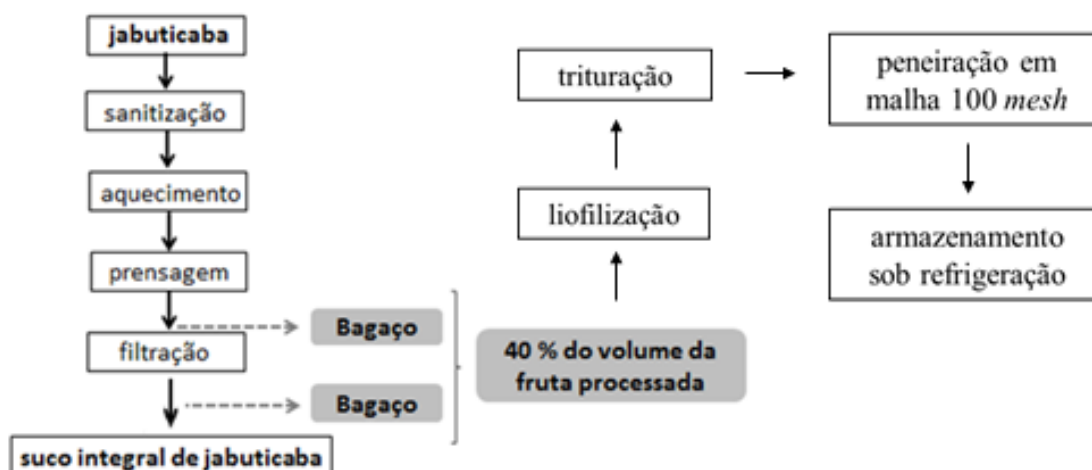 jabuticaba
sanitização
aquecimento
prensagem
filtração
suco integral de jabuticaba
Bagaço
Bagaço
40 % do volume da
fruta processada
liofilização
trituração
peneiração em
malha 100 mesh
armazenamento
sob refrigeração